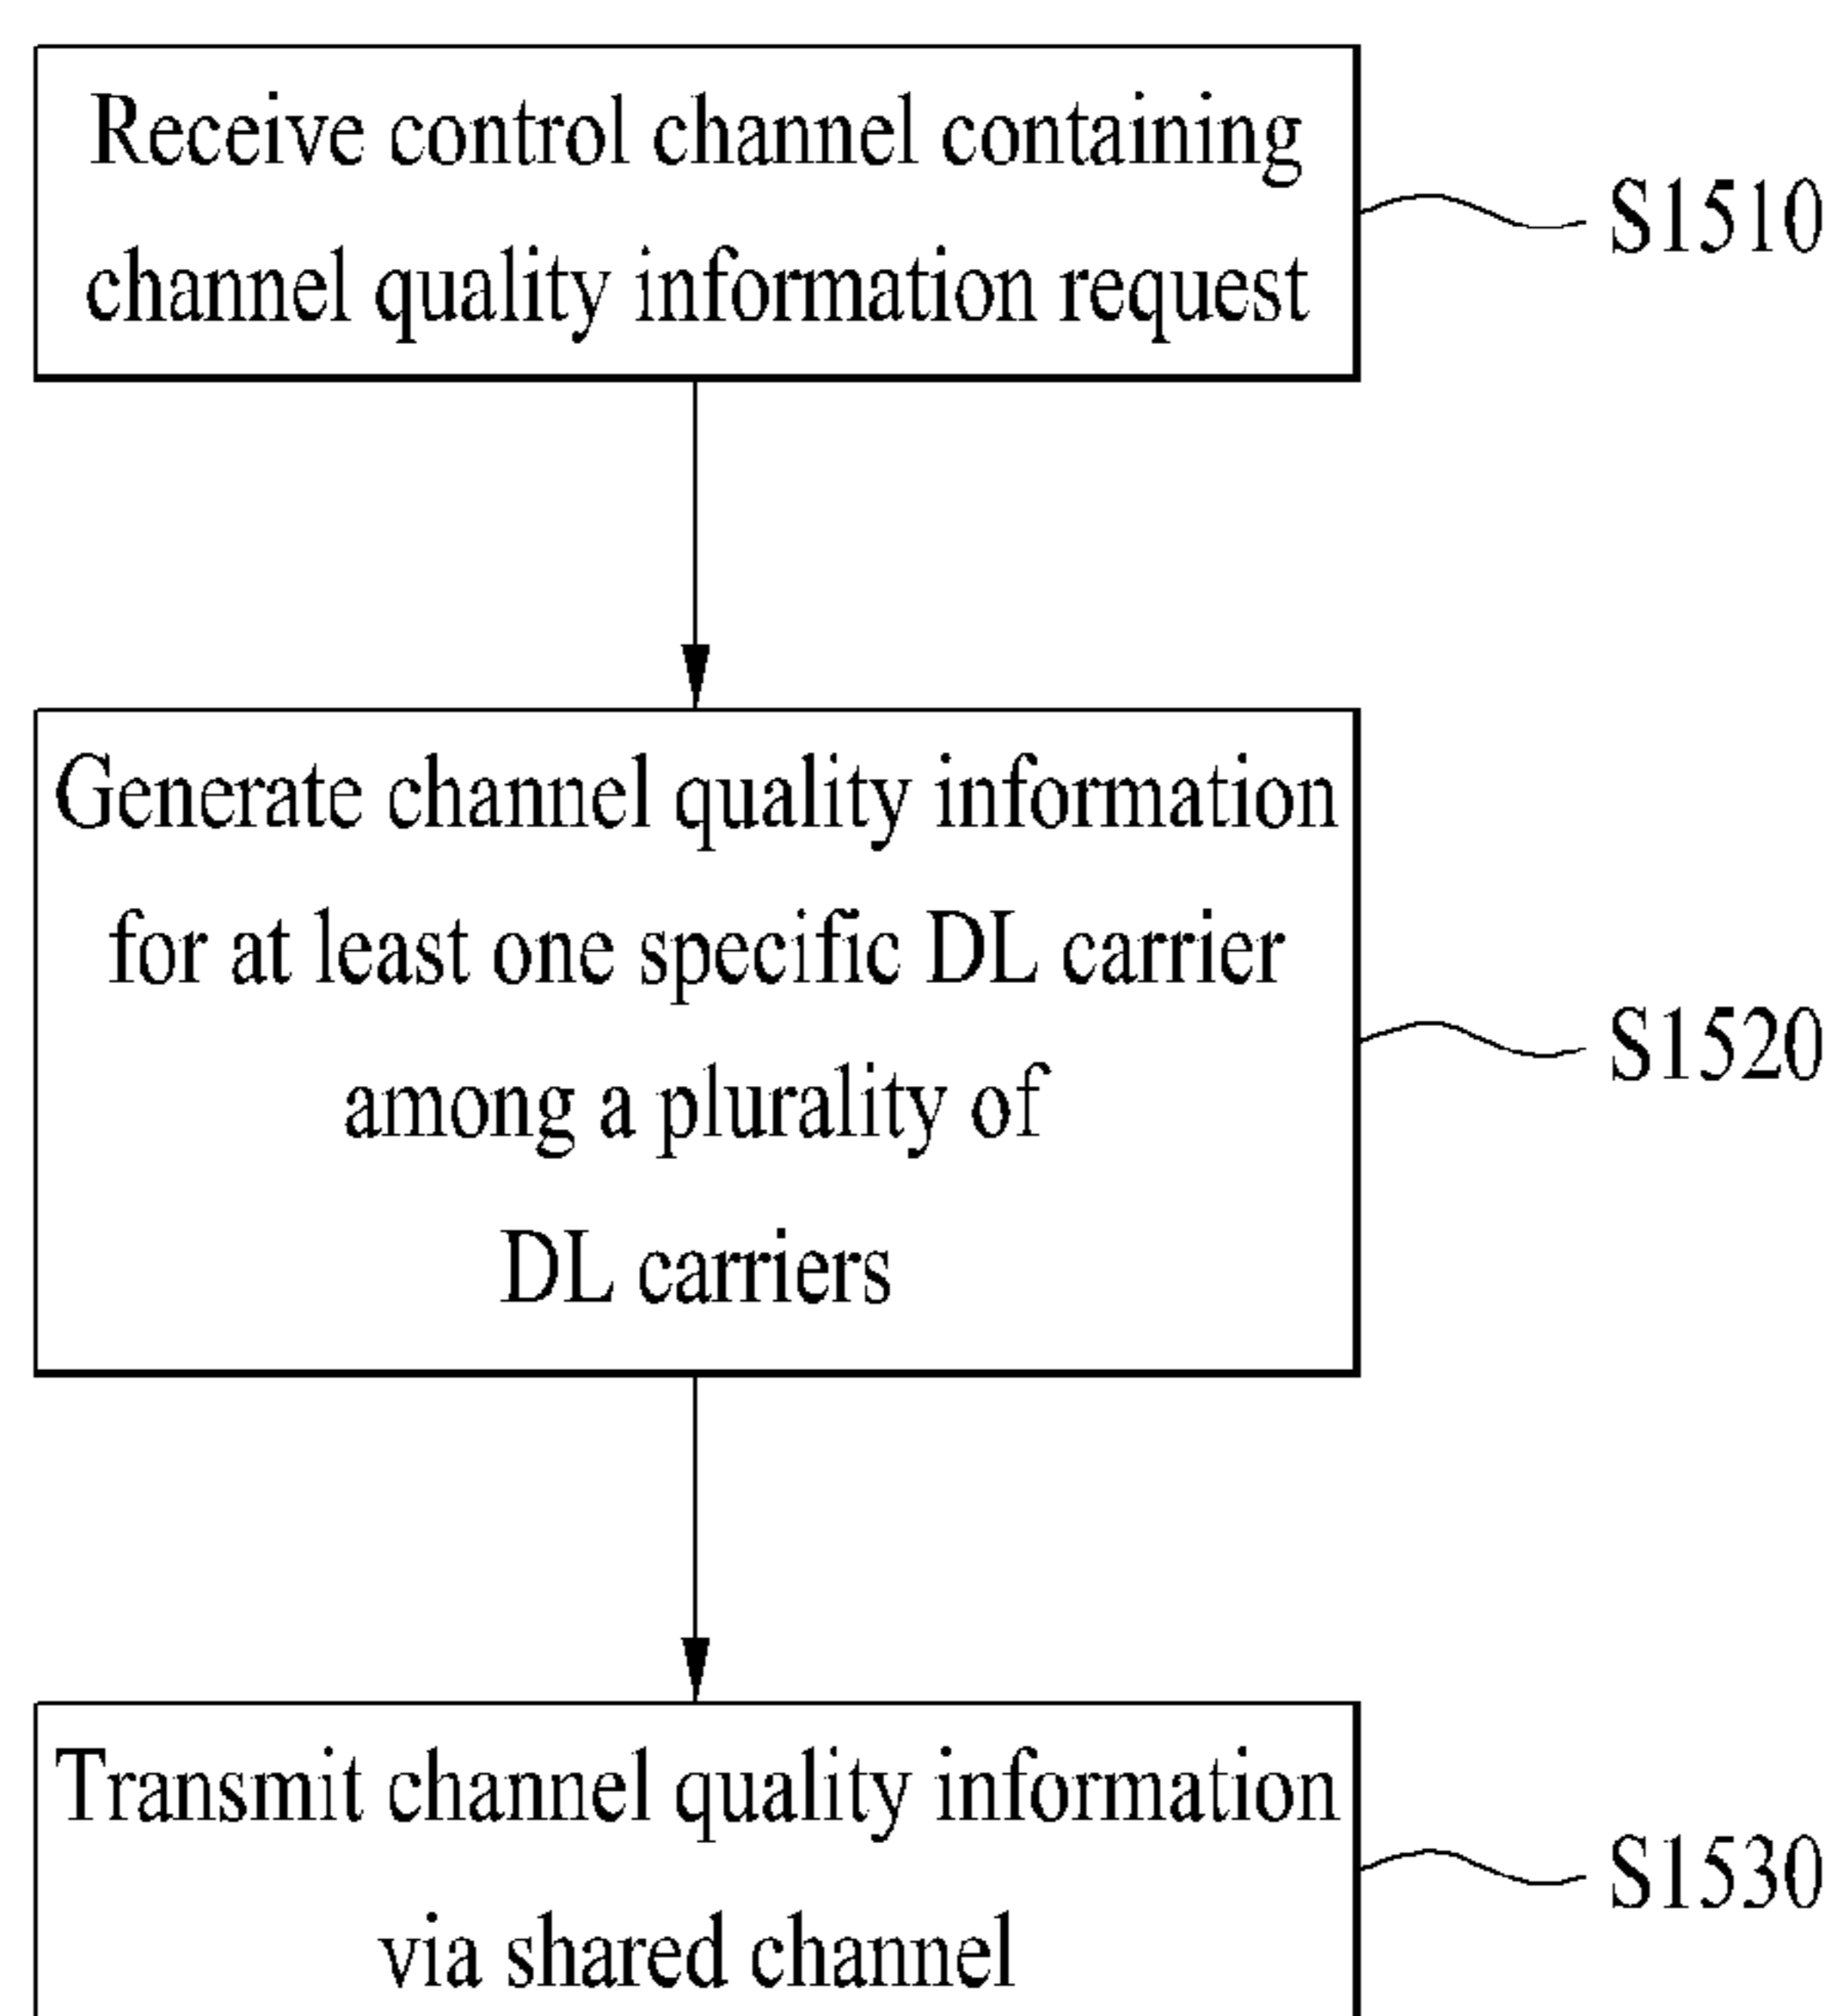 Receive control channel containing
channel quality information request
S1510
Generate channel quality information
for at least one specific DL carrier
among a plurality of
DL carriers
S1520
Transmit channel quality information
via shared channel
S1530